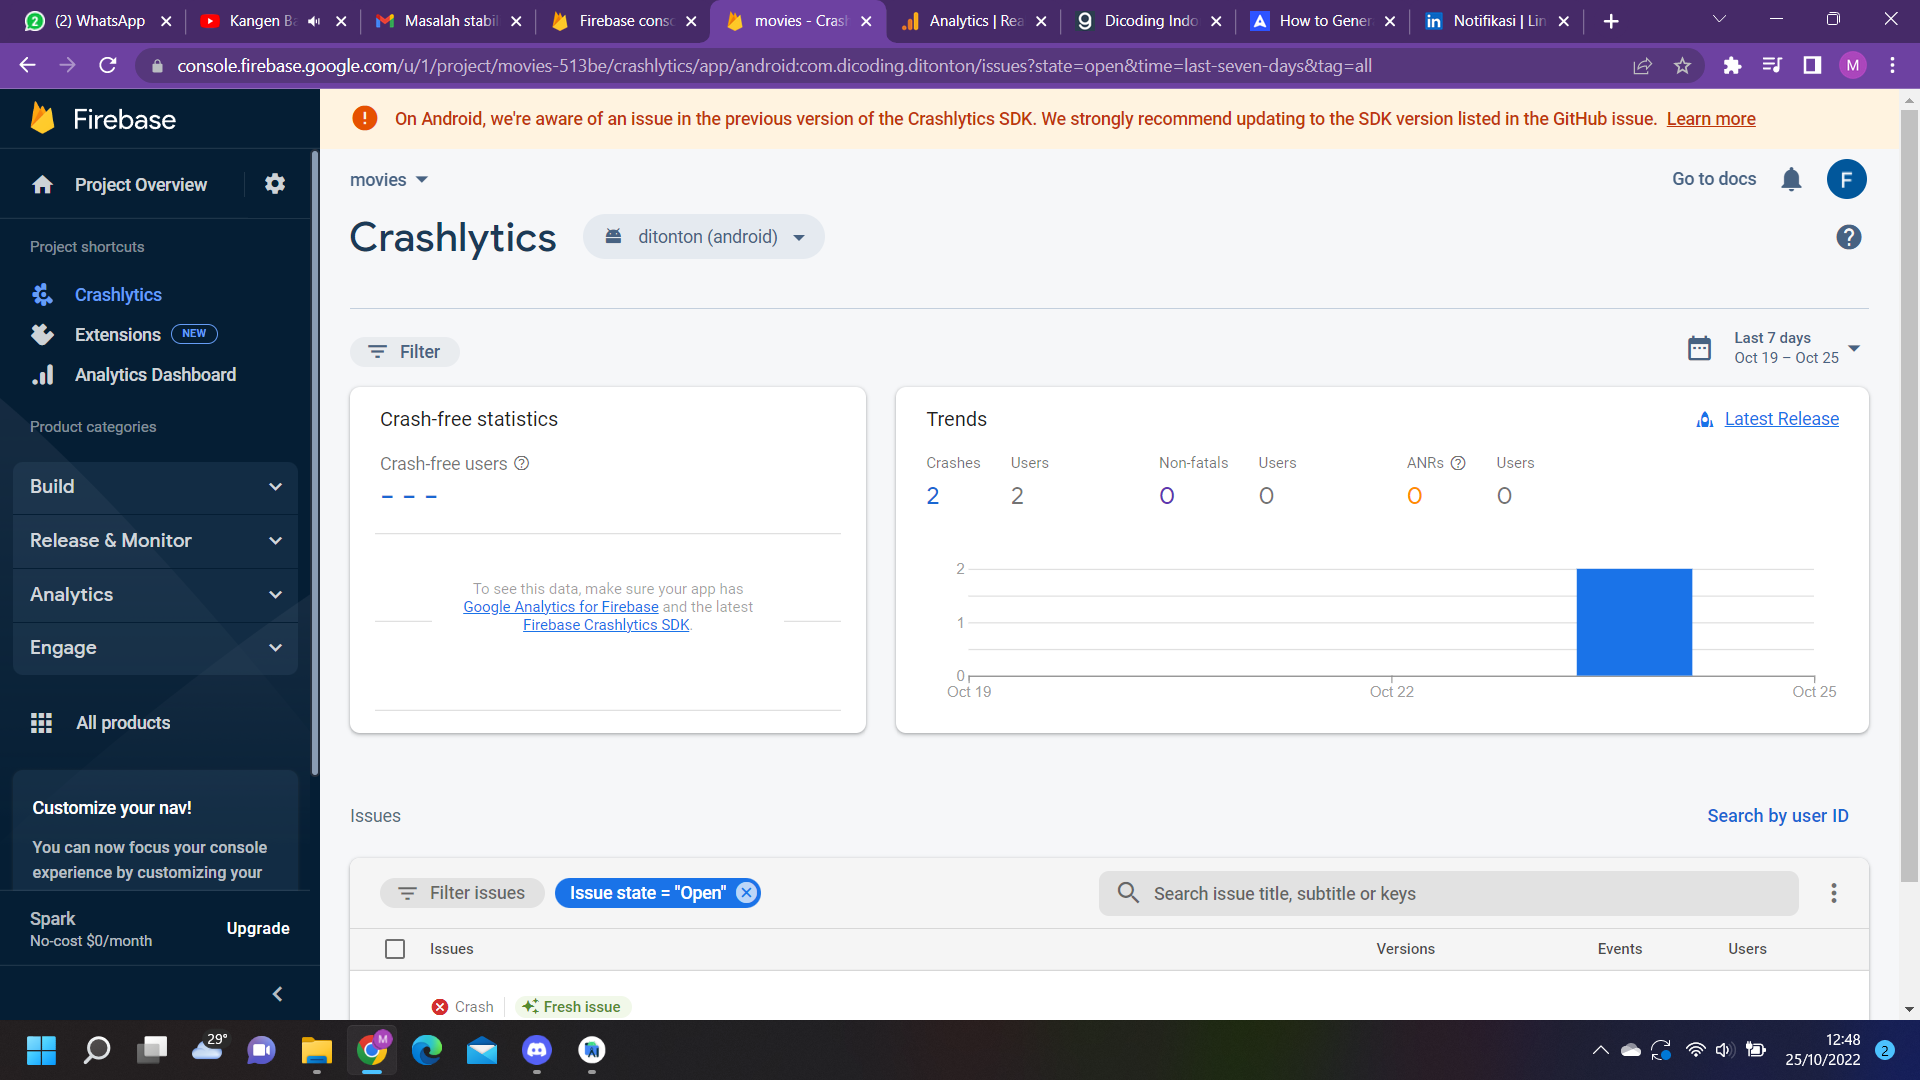 (2) WhatsApp
Kangen Ba
Masalah stabil
Firebase conso
movies - Crash
Analytics | Rea
Dicoding Indo
How to Gener
Notifikasi | Lin
console.firebase.google.com/u/1/project/movies-513be/crashlytics/app/android:com.dicoding.ditonton/issues?state=open&time=last-seven-days&tag=all
M
Firebase
On Android, we're aware of an issue in the previous version of the Crashlytics SDK. We strongly recommend updating to the SDK version listed in the GitHub issue. Learn more
Project Overview
movies
Go to docs
F
Crashlytics
ditonton (android)
Project shortcuts
Crashlytics
Extensions NEW
Analytics Dashboard
Product categories
Build
Release & Monitor
Analytics
Engage
All products
Customize your nav!
You can now focus your console
experience by customizing your
Spark
No-cost $0/month
Upgrade
Filter
Last 7 days
Oct 19 – Oct 25
Crash-free statistics
Crash-free users
- - -
To see this data, make sure your app has
Google Analytics for Firebase and the latest
Firebase Crashlytics SDK.
Trends
Latest Release
Crashes Users Non-fatals Users ANRs Users
2 2 0 0 0 0
2
1
0
Oct 19 Oct 22 Oct 25
Issues
Search by user ID
Filter issues
Issue state = "Open"
Search issue title, subtitle or keys
Issues Versions Events Users
Crash Fresh issue
29°
M
12:48
25/10/2022
2